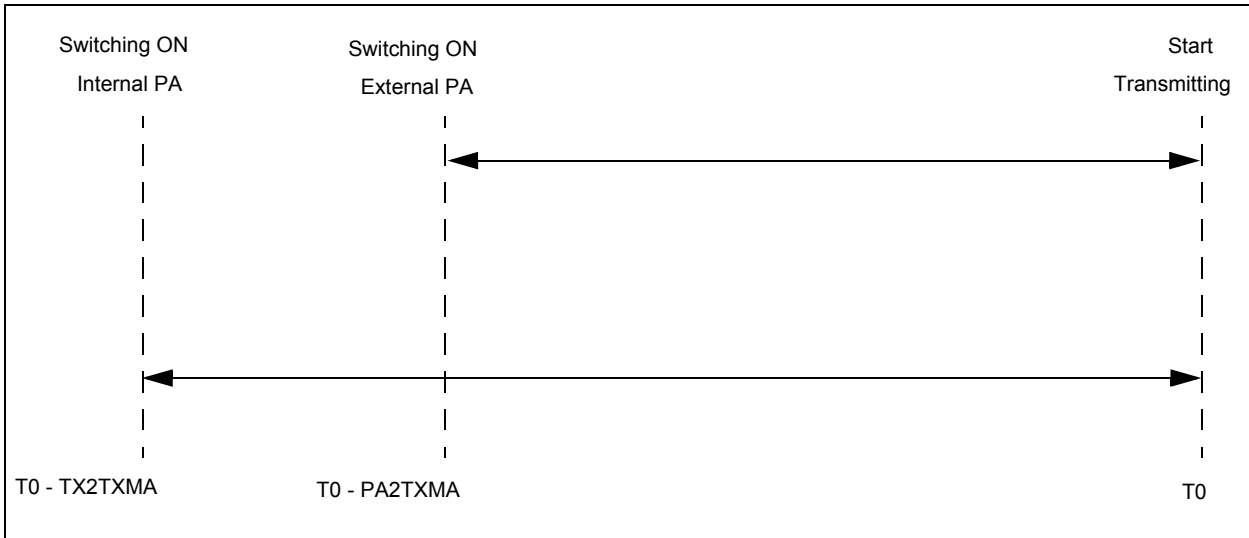 Switching ON
Internal PA
Switching ON
External PA
Start
Transmitting
T0 - TX2TXMA
T0 - PA2TXMA
T0